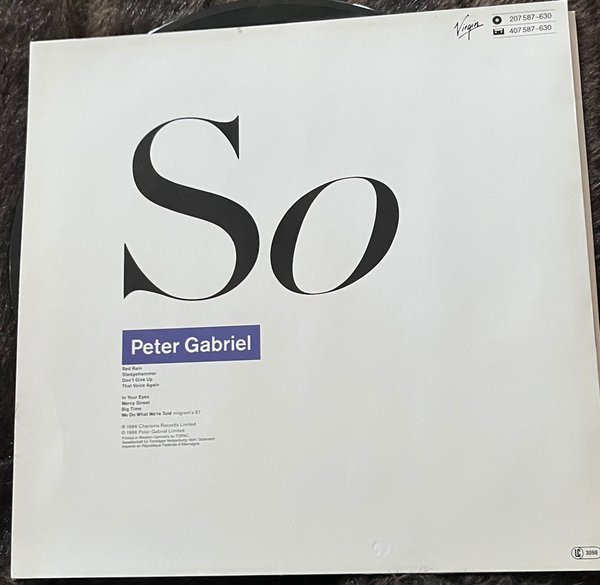 Virgin
207 587-630
407 587-630
So
Peter Gabriel
Red Rain
Sledgehammer
Don't Give Up
That Voice Again
In Your Eyes
Mercy Street
Big Time
We Do What We're Told milgram's 37
℗ 1986 Charisma Records Limited
© 1986 Peter Gabriel Limited
Printed in Western Germany by TOPAC,
Gesellschaft für Tonträger-Verpackung mbH, Gütersloh
Imprimé en République Fédérale d'Allemagne.
LC 3098